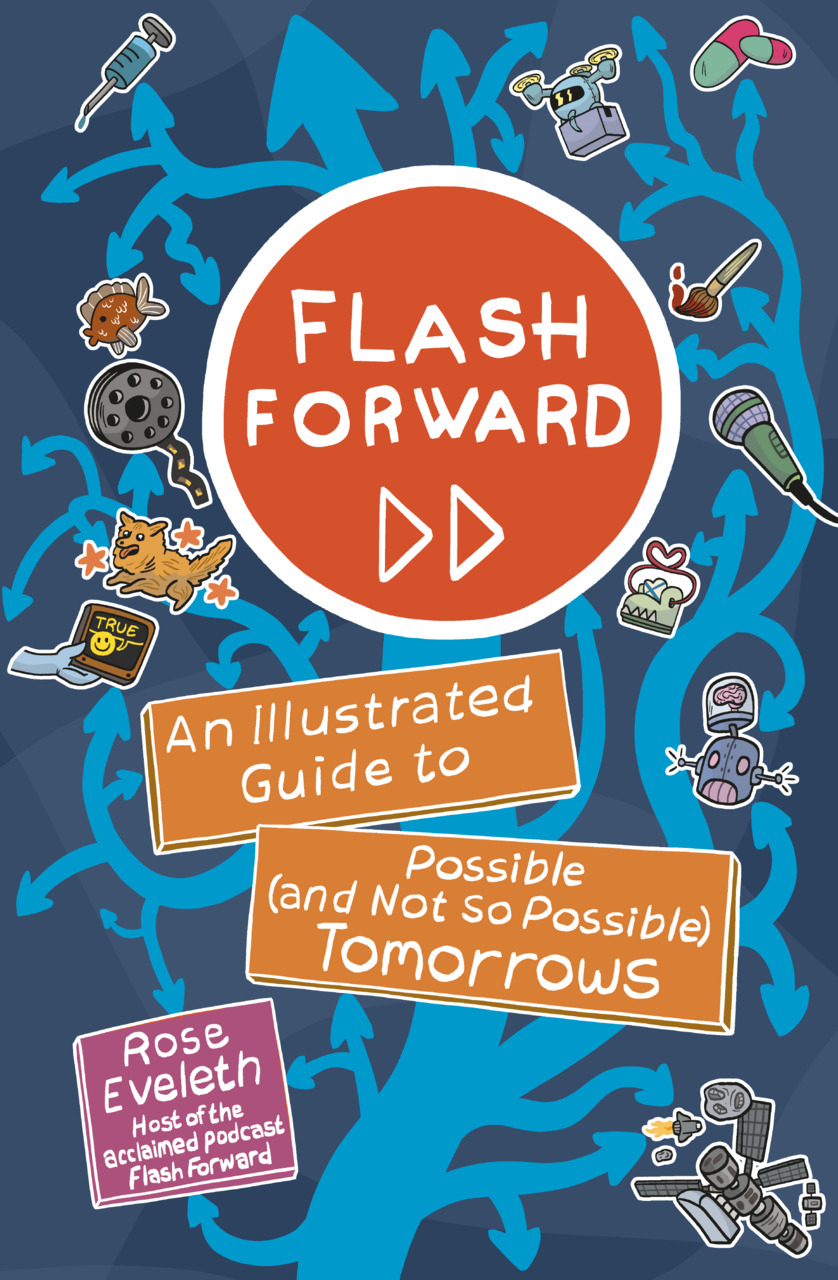 FLASH
FORWARD
TRUE
An Illustrated
Guide to
Possible
(and Not so Possible)
Tomorrows
Rose
Eveleth
Host of the
acclaimed podcast
Flash Forward